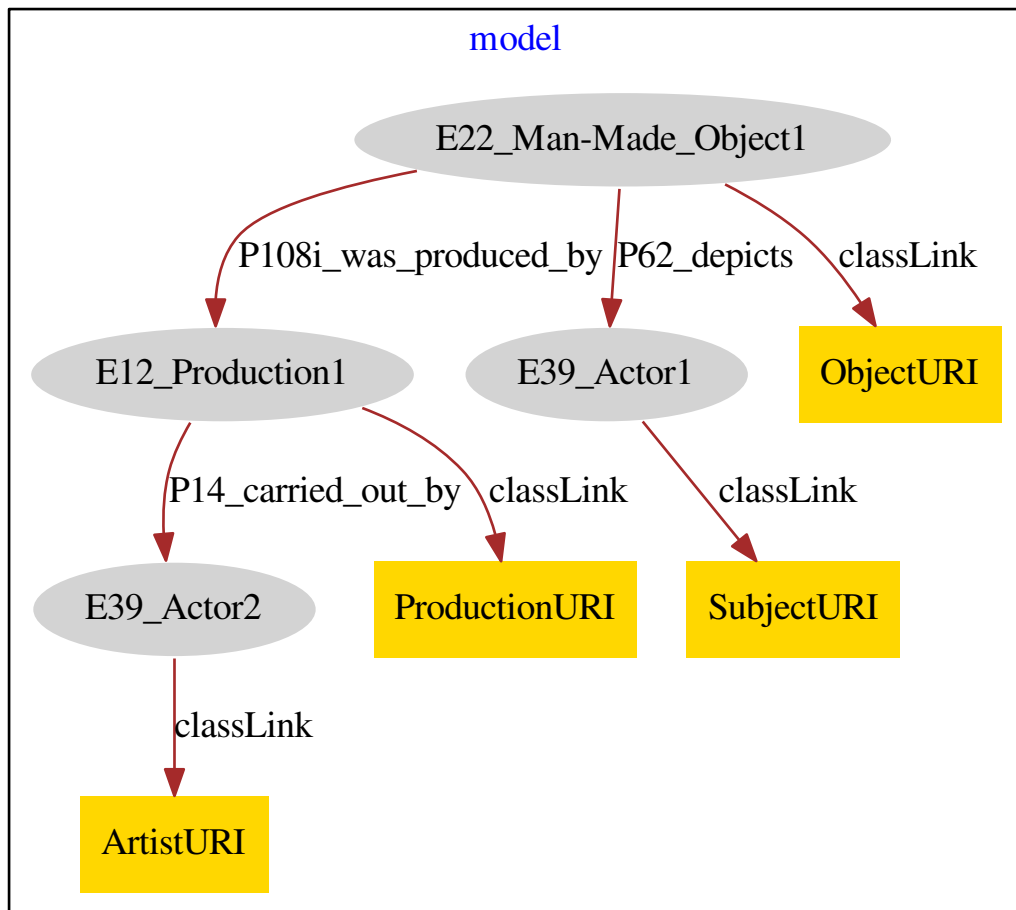 model
E22_Man-Made_Object1
P108i_was_produced_by
P62_depicts
classLink
E12_Production1
E39_Actor1
ObjectURI
P14_carried_out_by
classLink
classLink
E39_Actor2
ProductionURI
SubjectURI
classLink
ArtistURI